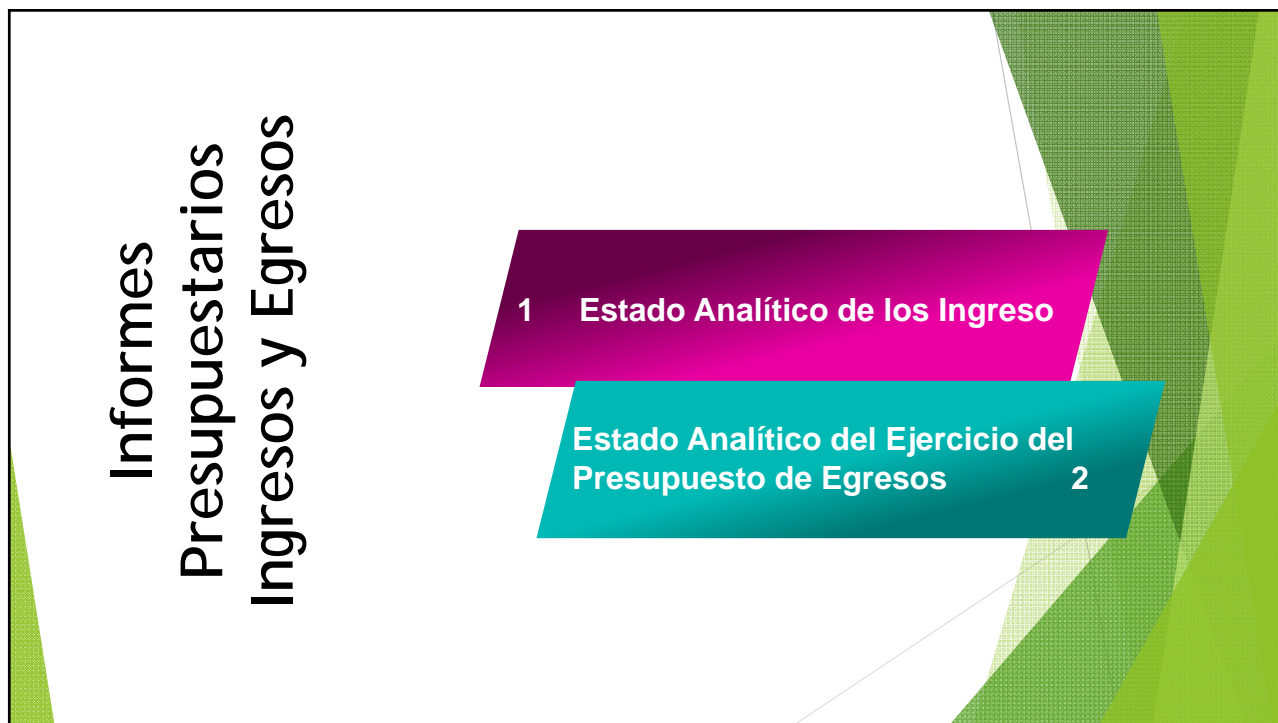 Informes
Presupuestarios
Ingresos y Egresos
1 Estado Analítico de los Ingreso
Estado Analítico del Ejercicio del
Presupuesto de Egresos 2